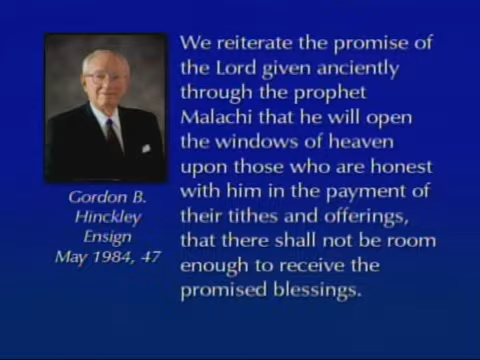 We reiterate the promise of
the Lord given anciently
through the prophet
Malachi that he will open
the windows of heaven
upon those who are honest
with him in the payment of
their tithes and offerings,
that there shall not be room
enough to receive the
promised blessings.
Gordon B.
Hinckley
Ensign
May 1984, 47